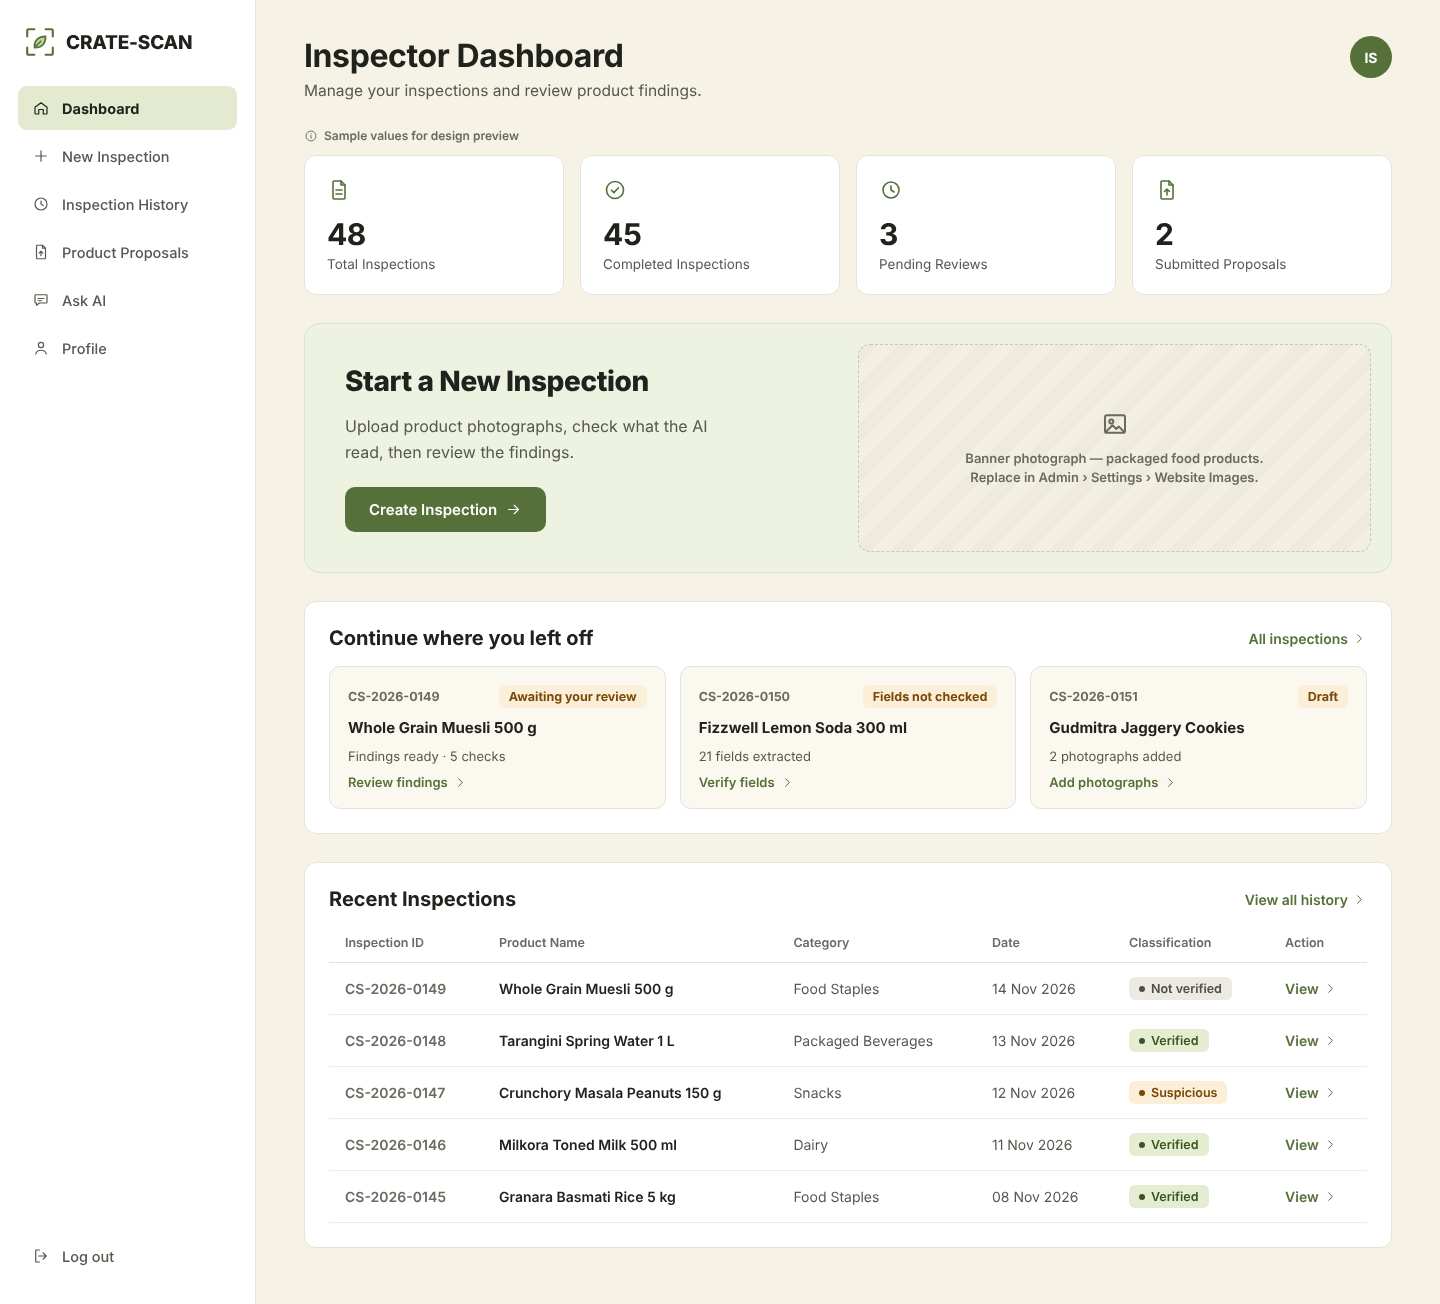 CRATE-SCAN
Dashboard
New Inspection
Inspection History
Product Proposals
Ask AI
Profile
Log out
Inspector Dashboard
IS
Manage your inspections and review product findings.
Sample values for design preview
48
Total Inspections
45
Completed Inspections
3
Pending Reviews
2
Submitted Proposals
Start a New Inspection
Upload product photographs, check what the AI
read, then review the findings.
Create Inspection
Banner photograph — packaged food products.
Replace in Admin › Settings › Website Images.
Continue where you left off
All inspections
CS-2026-0149 Awaiting your review
Whole Grain Muesli 500 g
Findings ready · 5 checks
Review findings
CS-2026-0150 Fields not checked
Fizzwell Lemon Soda 300 ml
21 fields extracted
Verify fields
CS-2026-0151 Draft
Gudmitra Jaggery Cookies
2 photographs added
Add photographs
Recent Inspections
View all history
Inspection ID Product Name Category Date Classification Action
CS-2026-0149 Whole Grain Muesli 500 g Food Staples 14 Nov 2026 Not verified View
CS-2026-0148 Tarangini Spring Water 1 L Packaged Beverages 13 Nov 2026 Verified View
CS-2026-0147 Crunchory Masala Peanuts 150 g Snacks 12 Nov 2026 Suspicious View
CS-2026-0146 Milkora Toned Milk 500 ml Dairy 11 Nov 2026 Verified View
CS-2026-0145 Granara Basmati Rice 5 kg Food Staples 08 Nov 2026 Verified View